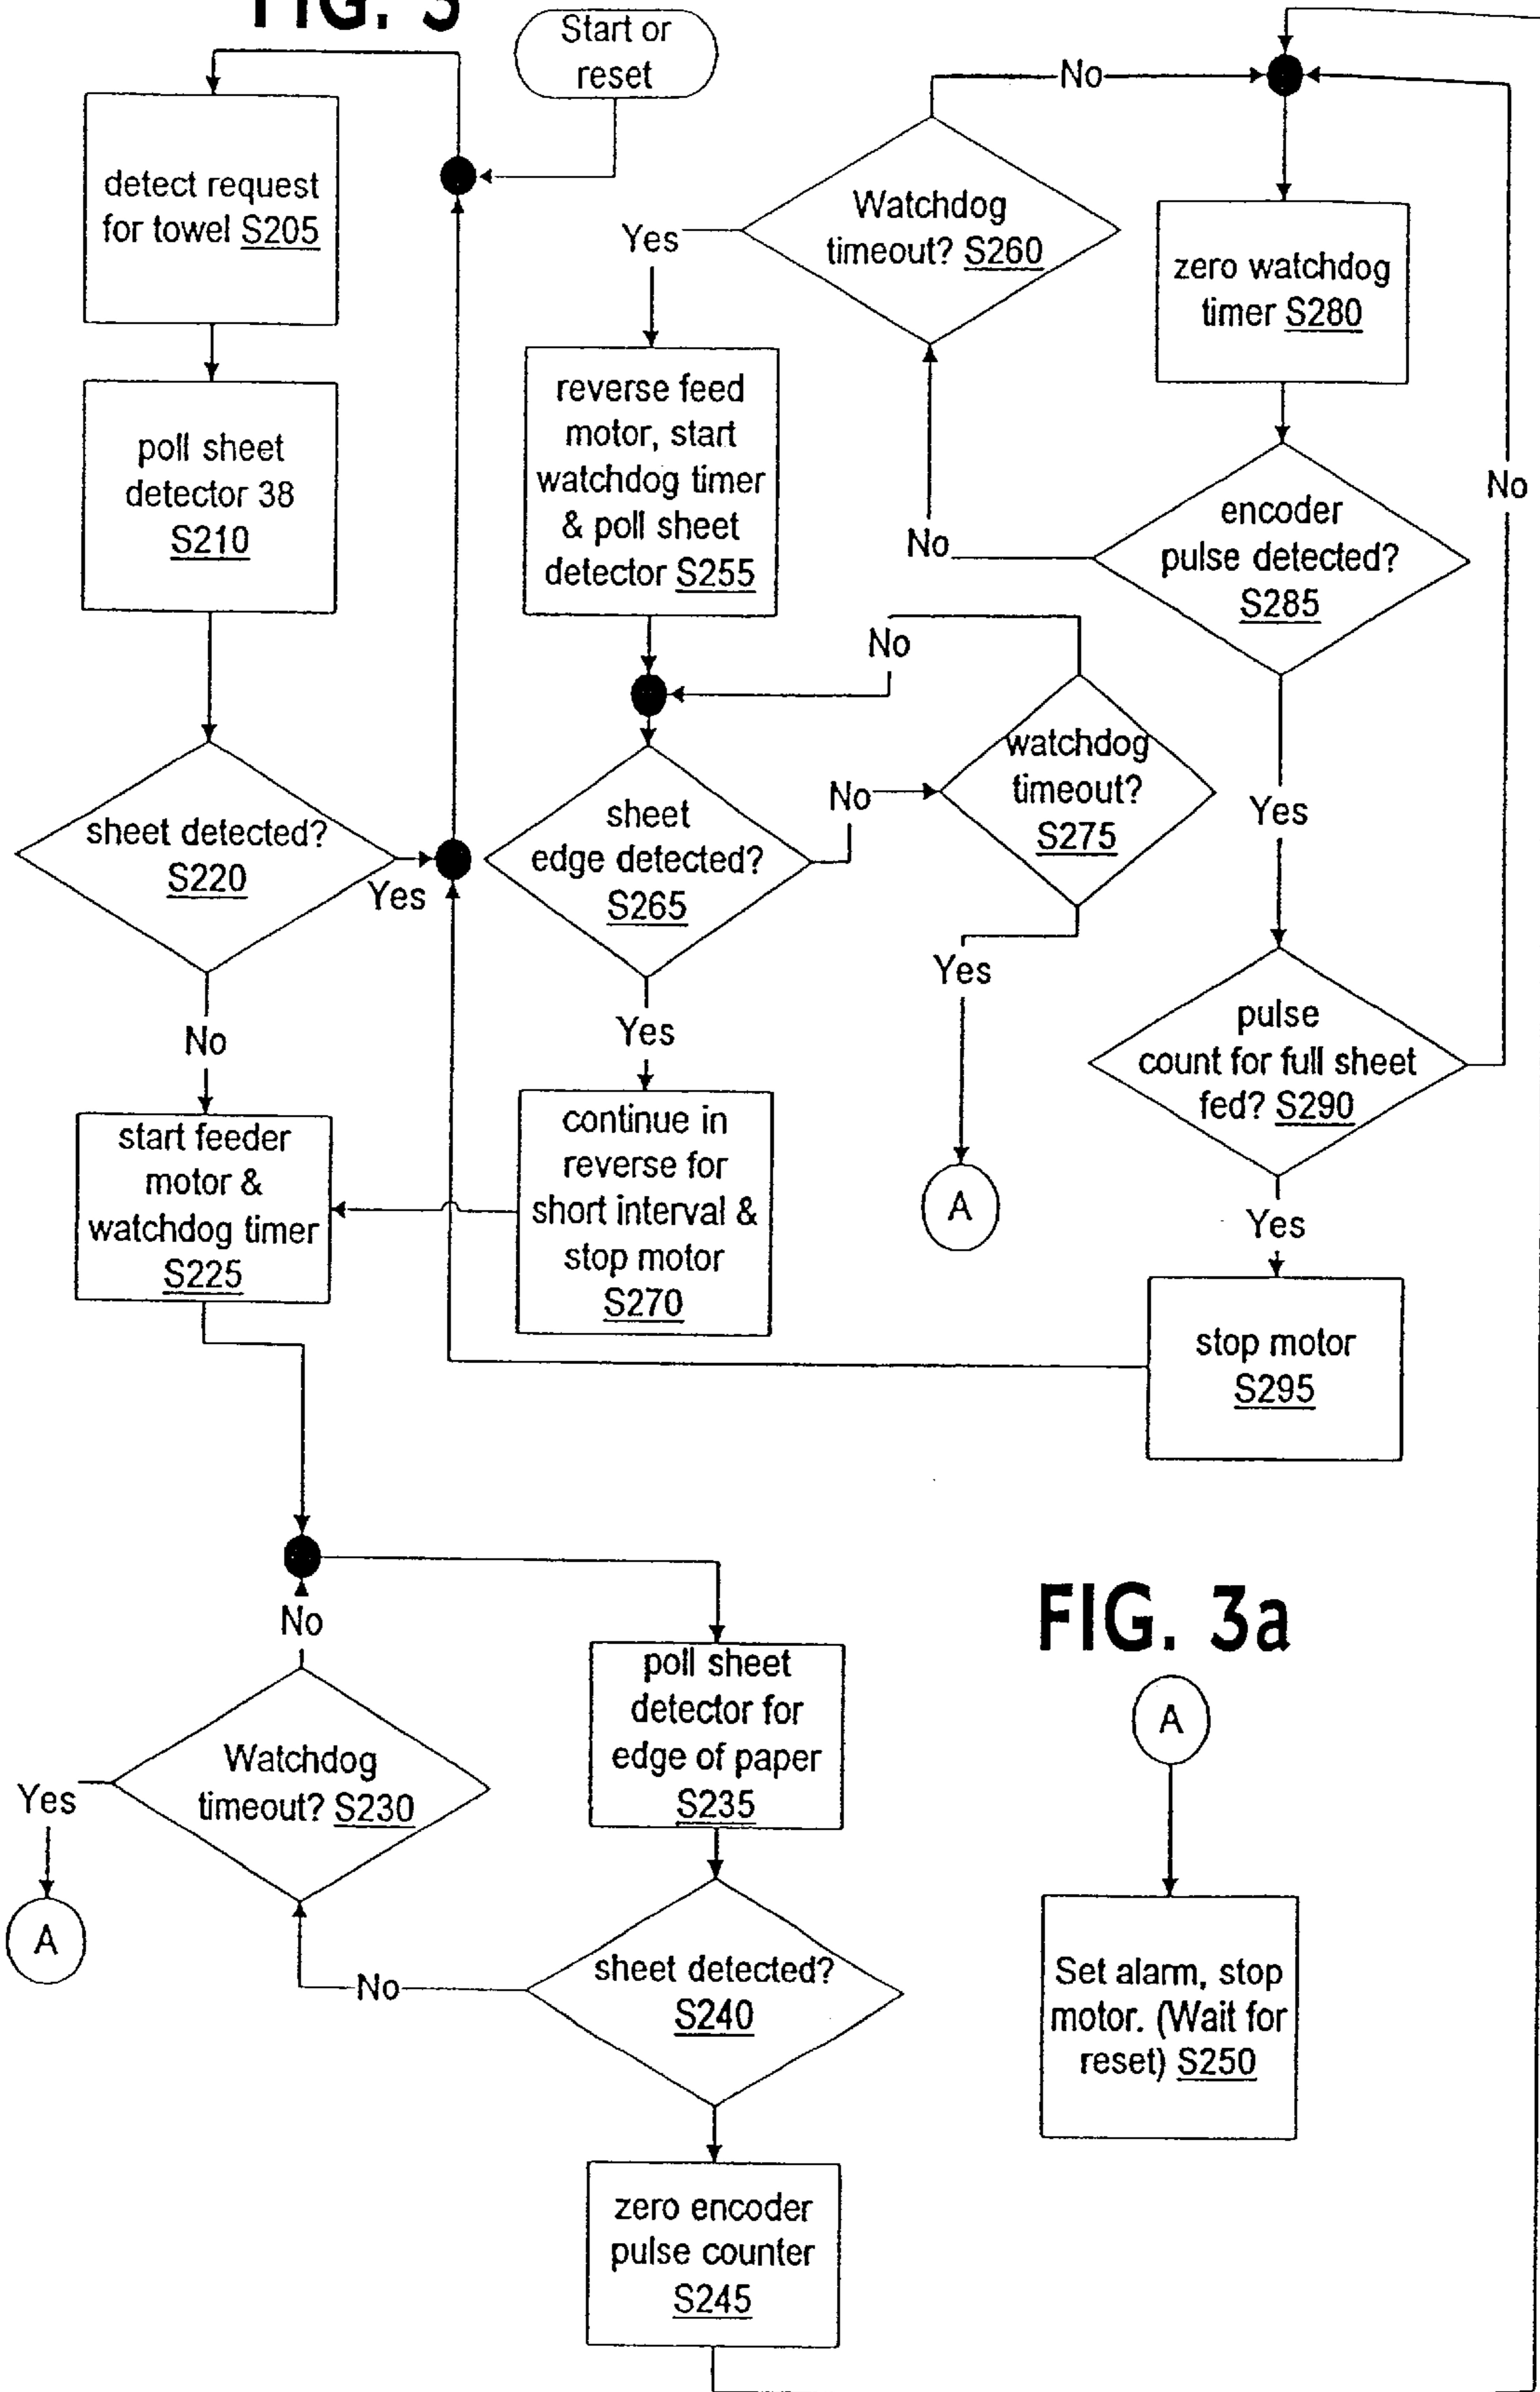 FIG. 3
Start or
reset
detect request
for towel S205
poll sheet
detector 38
S210
sheet detected?
S220
Yes
No
start feeder
motor &
watchdog timer
S225
No
Watchdog
timeout? S260
Yes
reverse feed
motor, start
watchdog timer
& poll sheet
detector S255
No
sheet
edge detected?
S265
No
watchdog
timeout?
S275
Yes
A
Yes
continue in
reverse for
short interval &
stop motor
S270
zero watchdog
timer S280
encoder
pulse detected?
S285
No
No
Yes
pulse
count for full sheet
fed? S290
Yes
stop motor
S295
No
Watchdog
timeout? S230
Yes
A
poll sheet
detector for
edge of paper
S235
sheet detected?
S240
No
zero encoder
pulse counter
S245
FIG. 3a
A
Set alarm, stop
motor. (Wait for
reset) S250